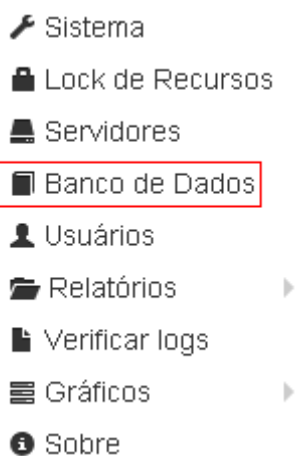 Sistema
Lock de Recursos
Servidores
Banco de Dados
Usuários
Relatórios
Verificar logs
Gráficos
Sobre